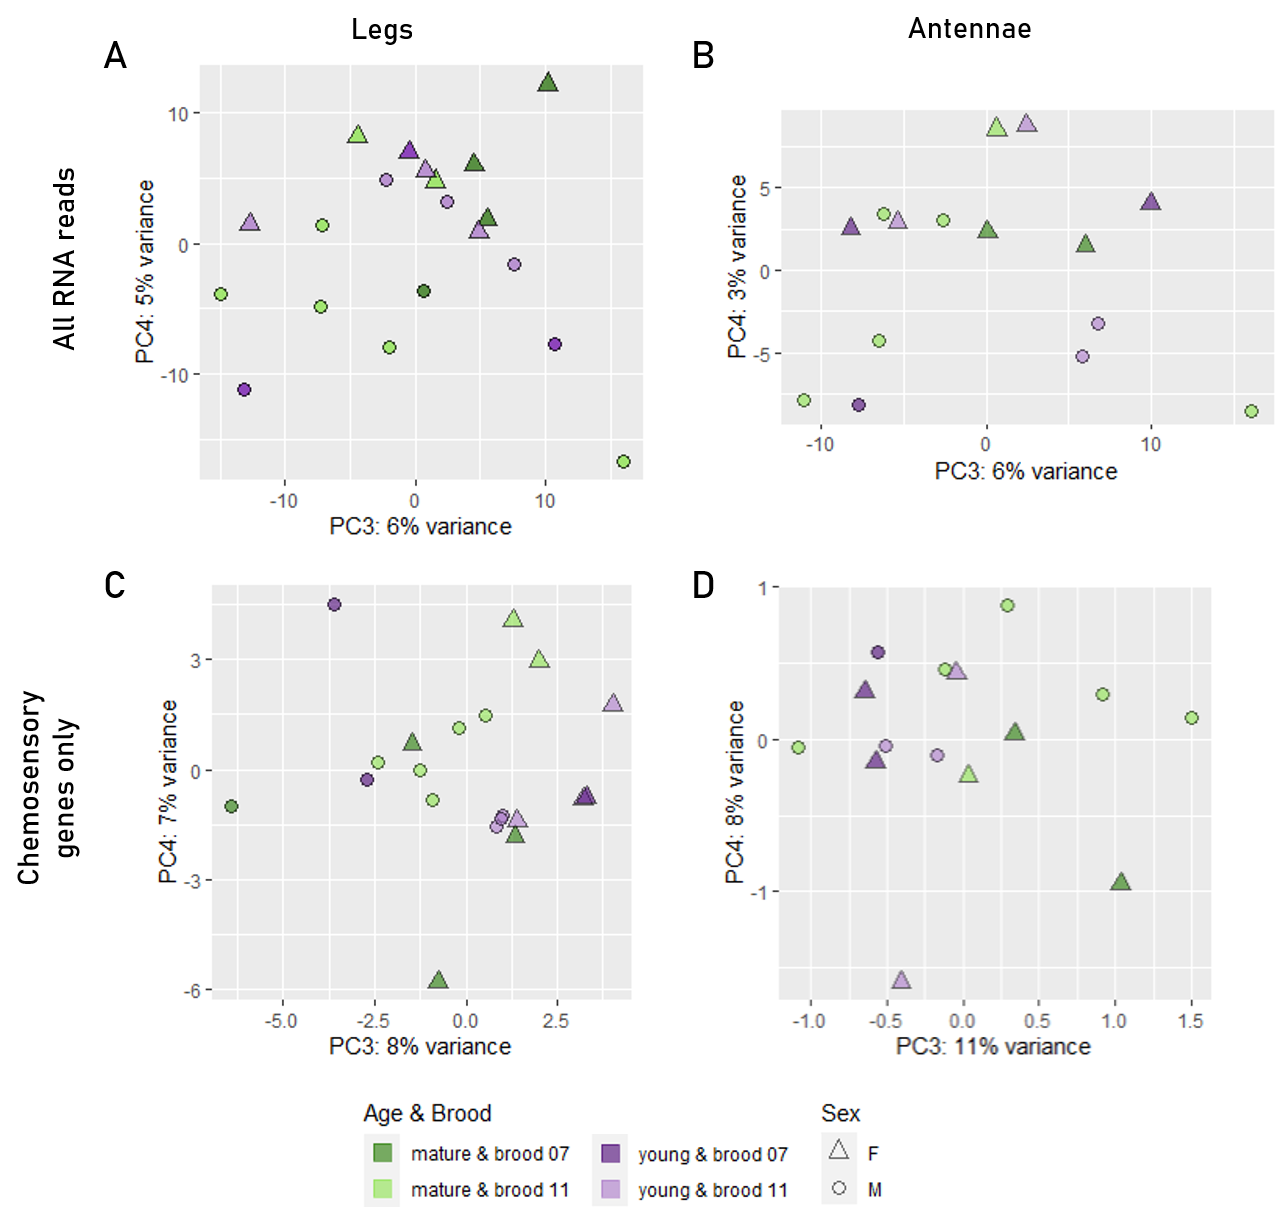 Legs
Antennae
A
B
All RNA reads
10
0
-10
PC4: 5% variance
-10
0
10
PC3: 6% variance
5
0
-5
PC4: 3% variance
-10
0
10
PC3: 6% variance
C
D
Chemosensory
genes only
3
0
-3
-6
PC4: 7% variance
-5.0
-2.5
0.0
2.5
PC3: 8% variance
1
0
-1
PC4: 8% variance
-1.0
-0.5
0.0
0.5
1.0
1.5
PC3: 11% variance
Age & Brood
mature & brood 07
young & brood 07
mature & brood 11
young & brood 11
Sex
F
M